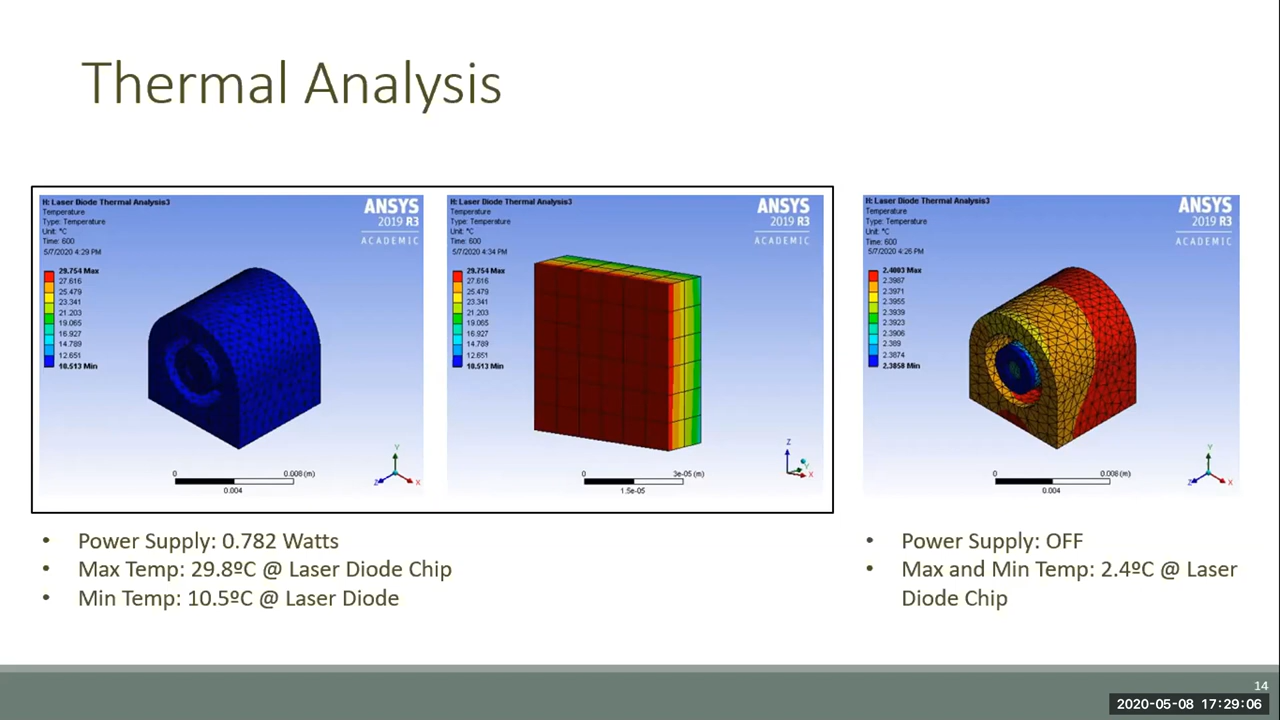 Thermal Analysis
H: Laser Diode Thermal Analysis3
Temperature
Type: Temperature
Unit: °C
Time: 600
5/7/2020 4:29 PM
ANSYS
2019 R3
ACADEMIC
29.754 Max
27.616
25.479
23.341
21.203
19.065
16.927
14.789
12.651
10.513 Min
0
0.008 (m)
0.004
Y
Z
X
H: Laser Diode Thermal Analysis3
Temperature
Type: Temperature
Unit: °C
Time: 600
5/7/2020 4:34 PM
ANSYS
2019 R3
ACADEMIC
29.754 Max
27.616
25.479
23.341
21.203
19.065
16.927
14.789
12.651
10.513 Min
0
3e-05 (m)
1.5e-05
Z
Y
X
H: Laser Diode Thermal Analysis3
Temperature
Type: Temperature
Unit: °C
Time: 600
5/7/2020 4:26 PM
ANSYS
2019 R3
ACADEMIC
2.4003 Max
2.3987
2.3971
2.3955
2.3939
2.3923
2.3906
2.389
2.3874
2.3858 Min
0
0.008 (m)
0.004
Y
Z
X
• Power Supply: 0.782 Watts
• Max Temp: 29.8ºC @ Laser Diode Chip
• Min Temp: 10.5ºC @ Laser Diode
• Power Supply: OFF
• Max and Min Temp: 2.4ºC @ Laser
Diode Chip
14
2020-05-08 17:29:06